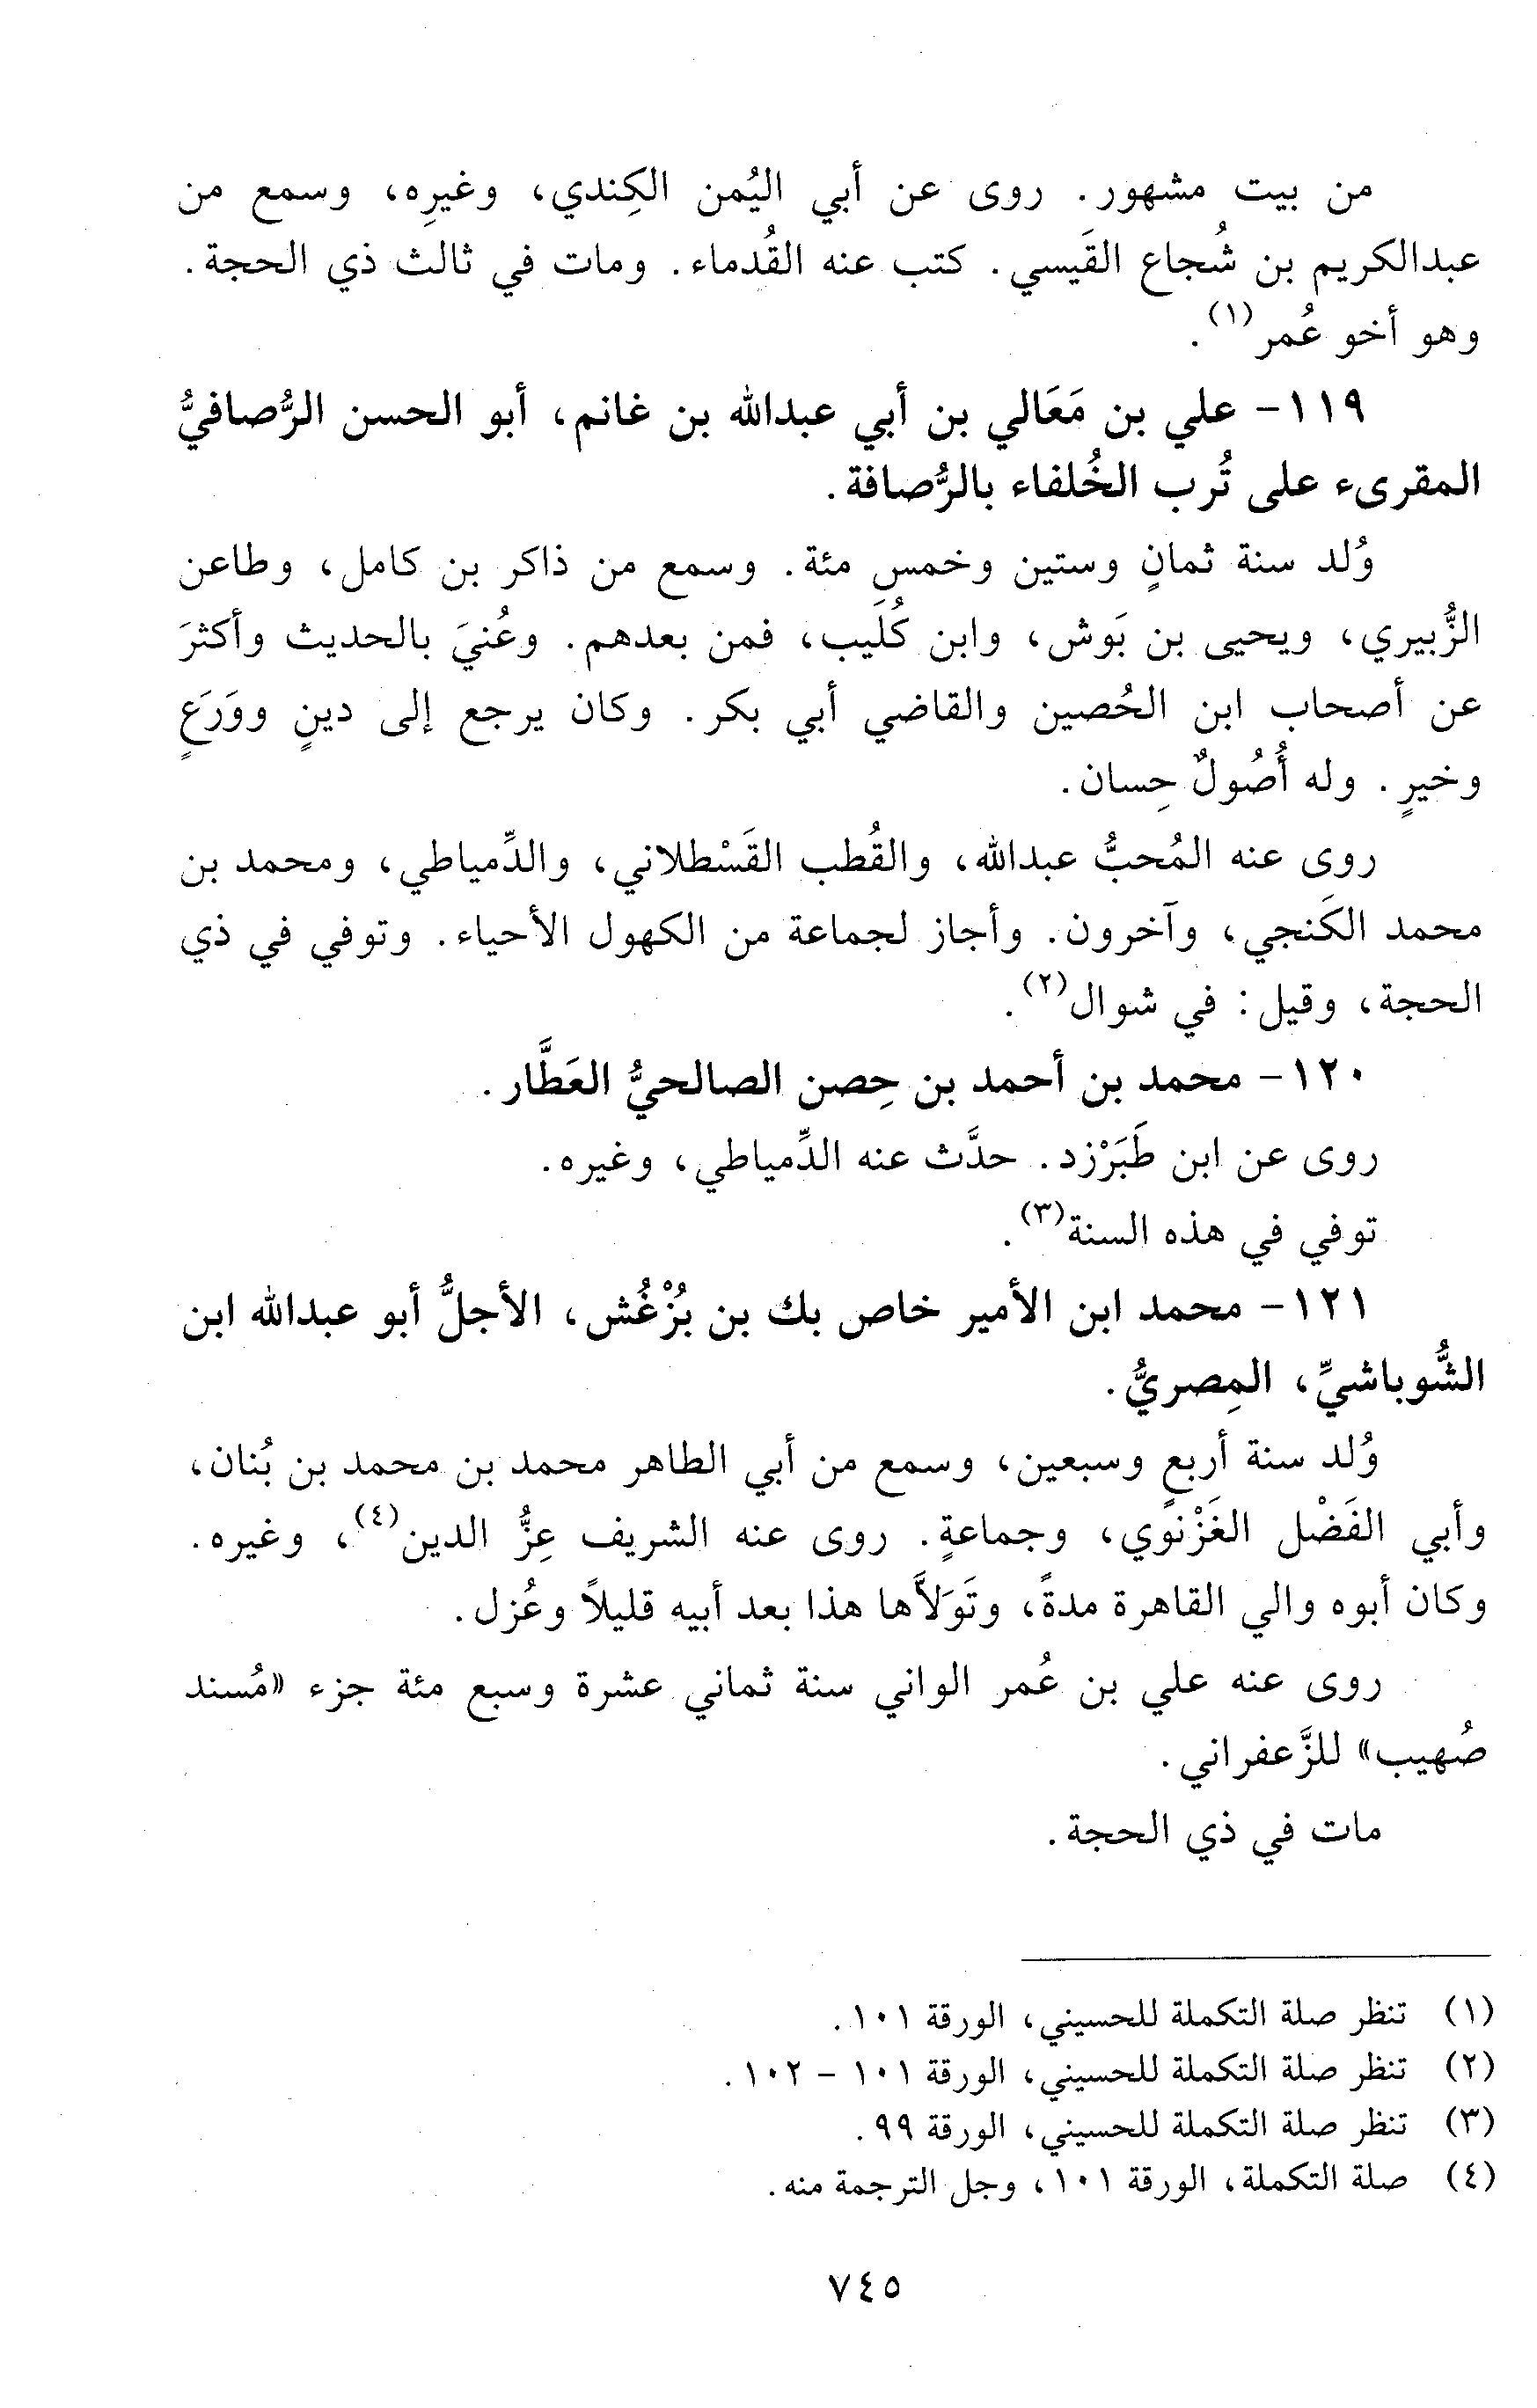 من بيت مشهور. روى عن أبي اليُمن الكِندي، وغيرِه، وسمع من
عبدالكريم بن شُجاع القَيسي. كتب عنه القُدماء. ومات في ثالث ذي الحجة.
وهو أخو عُمر(١).
١١٩- علي بن مَعَالي بن أبي عبدالله بن غانم، أبو الحسن الرُّصافيُّ
المقرىء على تُرب الخُلفاء بالرُّصافة.
وُلد سنة ثمانٍ وستين وخمسِ مئة. وسمع من ذاكر بن كامل، وطاعن
الزُّبيري، ويحيى بن بَوش، وابن كُلَيب، فمن بعدهم. وعُنيَ بالحديث وأكثرَ
عن أصحاب ابن الحُصين والقاضي أبي بكر. وكان يرجع إلى دينٍ ووَرَعٍ
وخيرٍ. وله أُصُولٌ حِسان.
روى عنه المُحبُّ عبدالله، والقُطب القَسْطلاني، والدِّمياطي، ومحمد بن
محمد الكَنجي، وآخرون. وأجاز لجماعة من الكهول الأحياء. وتوفي في ذي
الحجة، وقيل: في شوال(٢).
١٢٠- محمد بن أحمد بن حِصن الصالحيُّ العَطَّار.
روى عن ابن طَبَرْزد. حدَّث عنه الدِّمياطي، وغيره.
توفي في هذه السنة(٣).
١٢١- محمد ابن الأمير خاص بك بن بُزْغُش، الأجلُّ أبو عبدالله ابن
الشُّوباشيِّ، المِصريُّ.
وُلد سنة أربعٍ وسبعين، وسمع من أبي الطاهر محمد بن محمد بن بُنان،
وأبي الفَضْل الغَزْنَوي، وجماعةٍ. روى عنه الشريف عِزُّ الدين(٤)، وغيره.
وكان أبوه والي القاهرة مدةً، وتَوَلاَّها هذا بعد أبيه قليلاً وعُزل.
روى عنه علي بن عُمر الواني سنة ثماني عشرة وسبع مئة جزء «مُسند
صُهيب» للزَّعفراني.
مات في ذي الحجة.
(١) تنظر صلة التكملة للحسيني، الورقة ١٠١.
(٢) تنظر صلة التكملة للحسيني، الورقة ١٠١ - ١٠٢.
(٣) تنظر صلة التكملة للحسيني، الورقة ٩٩.
(٤) صلة التكملة، الورقة ١٠١، وجل الترجمة منه.
٧٤٥